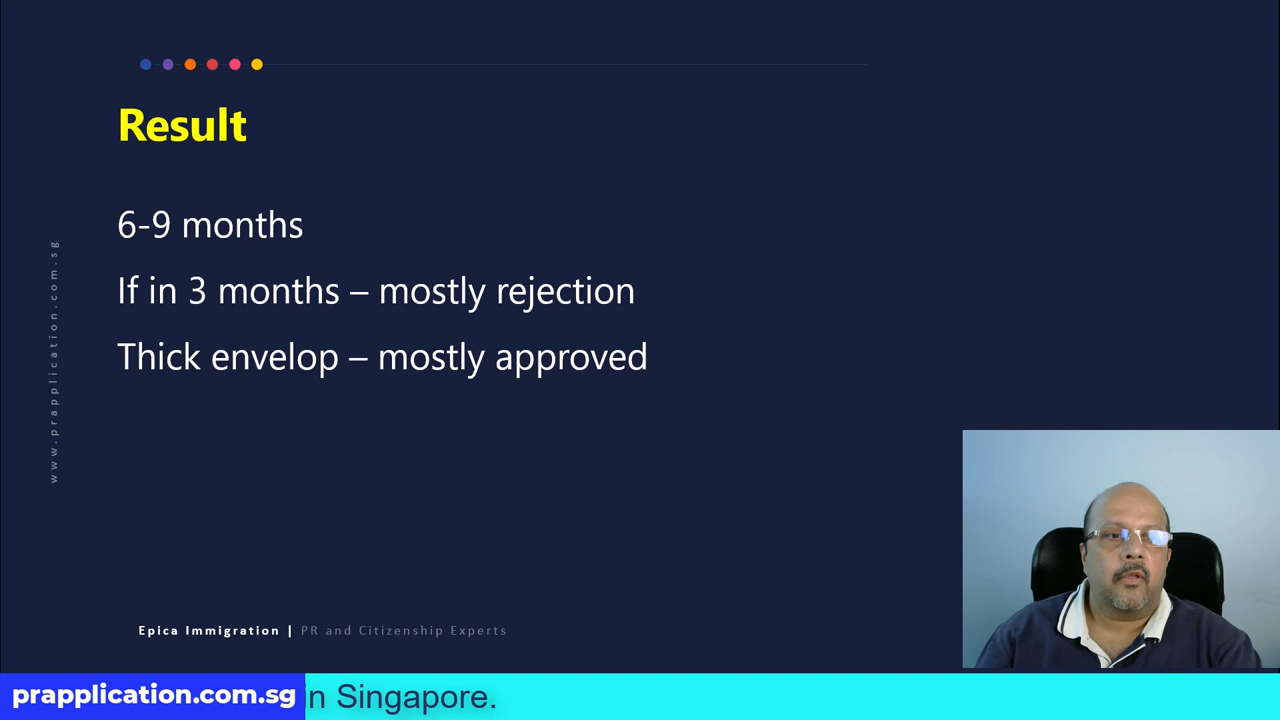 Result
6-9 months
If in 3 months – mostly rejection
Thick envelop – mostly approved
www.prapplication.com.sg
Epica Immigration | PR and Citizenship Experts
prapplication.com.sg
in Singapore.